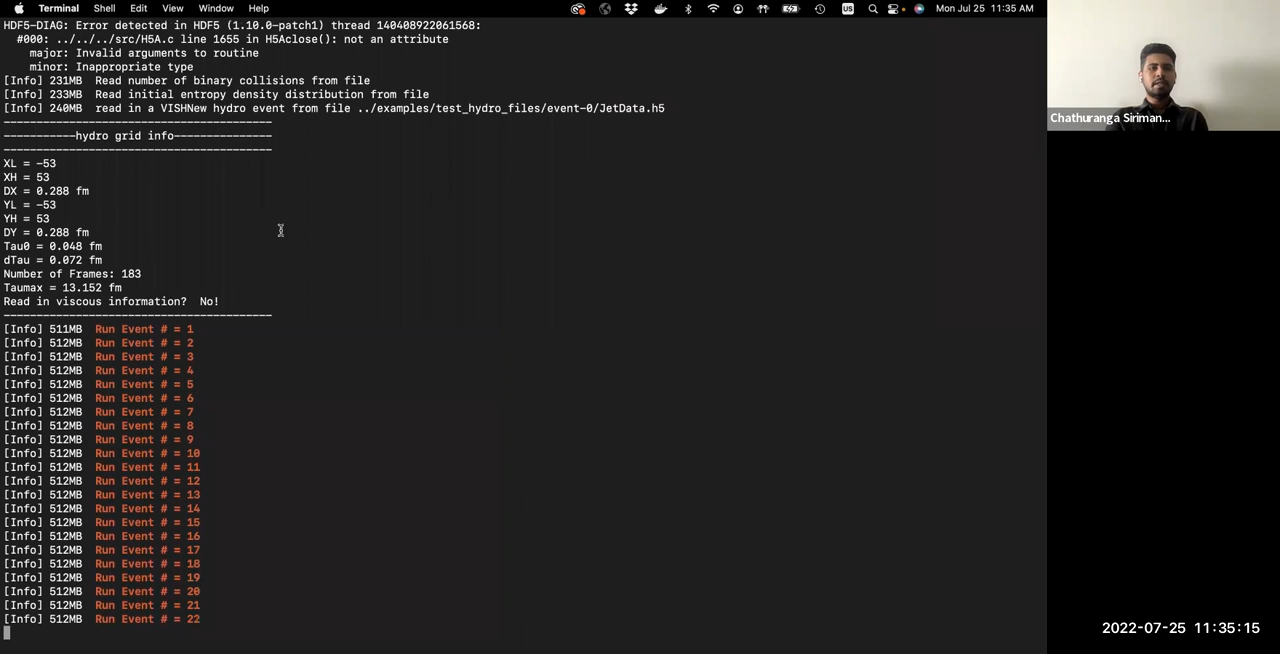 Terminal Shell Edit View Window Help US Mon Jul 25 11:35 AM
HDF5-DIAG: Error detected in HDF5 (1.10.0-patch1) thread 140408922061568:
#000: ../../../src/H5A.c line 1655 in H5Aclose(): not an attribute
major: Invalid arguments to routine
minor: Inappropriate type
[Info] 231MB Read number of binary collisions from file
[Info] 233MB Read initial entropy density distribution from file
[Info] 240MB read in a VISHNew hydro event from file ../examples/test_hydro_files/event-0/JetData.h5
-----------------------------------------
-----------hydro grid info---------------
-----------------------------------------
XL = -53
XH = 53
DX = 0.288 fm
YL = -53
YH = 53
DY = 0.288 fm
Tau0 = 0.048 fm
dTau = 0.072 fm
Number of Frames: 183
Taumax = 13.152 fm
Read in viscous information? No!
-----------------------------------------
[Info] 511MB Run Event # = 1
[Info] 512MB Run Event # = 2
[Info] 512MB Run Event # = 3
[Info] 512MB Run Event # = 4
[Info] 512MB Run Event # = 5
[Info] 512MB Run Event # = 6
[Info] 512MB Run Event # = 7
[Info] 512MB Run Event # = 8
[Info] 512MB Run Event # = 9
[Info] 512MB Run Event # = 10
[Info] 512MB Run Event # = 11
[Info] 512MB Run Event # = 12
[Info] 512MB Run Event # = 13
[Info] 512MB Run Event # = 14
[Info] 512MB Run Event # = 15
[Info] 512MB Run Event # = 16
[Info] 512MB Run Event # = 17
[Info] 512MB Run Event # = 18
[Info] 512MB Run Event # = 19
[Info] 512MB Run Event # = 20
[Info] 512MB Run Event # = 21
[Info] 512MB Run Event # = 22
Chathuranga Siriman...
2022-07-25 11:35:15